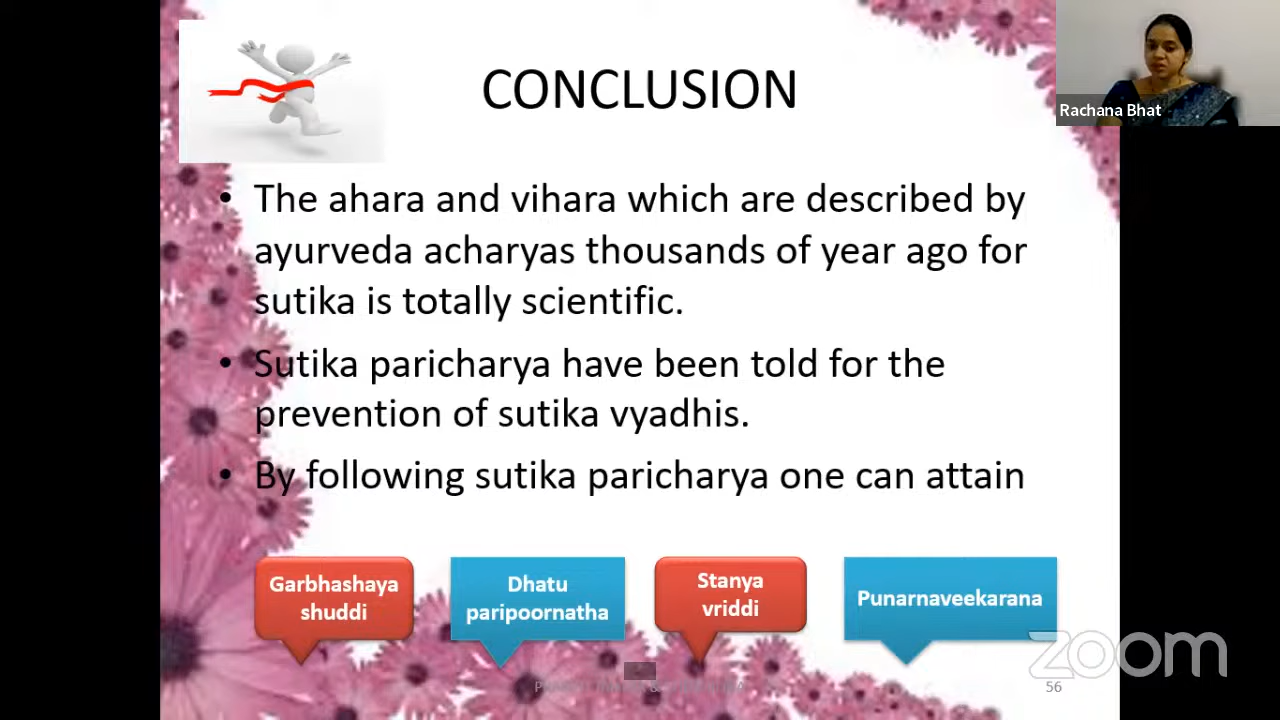 CONCLUSION
Rachana Bhat
• The ahara and vihara which are described by
ayurveda acharyas thousands of year ago for
sutika is totally scientific.
• Sutika paricharya have been told for the
prevention of sutika vyadhis.
• By following sutika paricharya one can attain
Garbhashaya
shuddi
Dhatu
paripoornatha
Stanya
vriddi
Punarnaveekarana
zoom
56